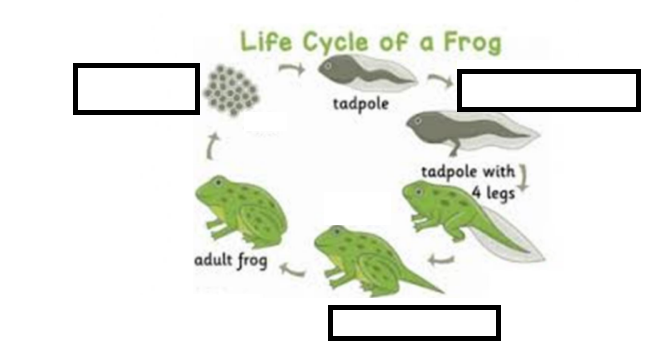 Life Cycle of a Frog
tadpole
tadpole with
4 legs
adult frog